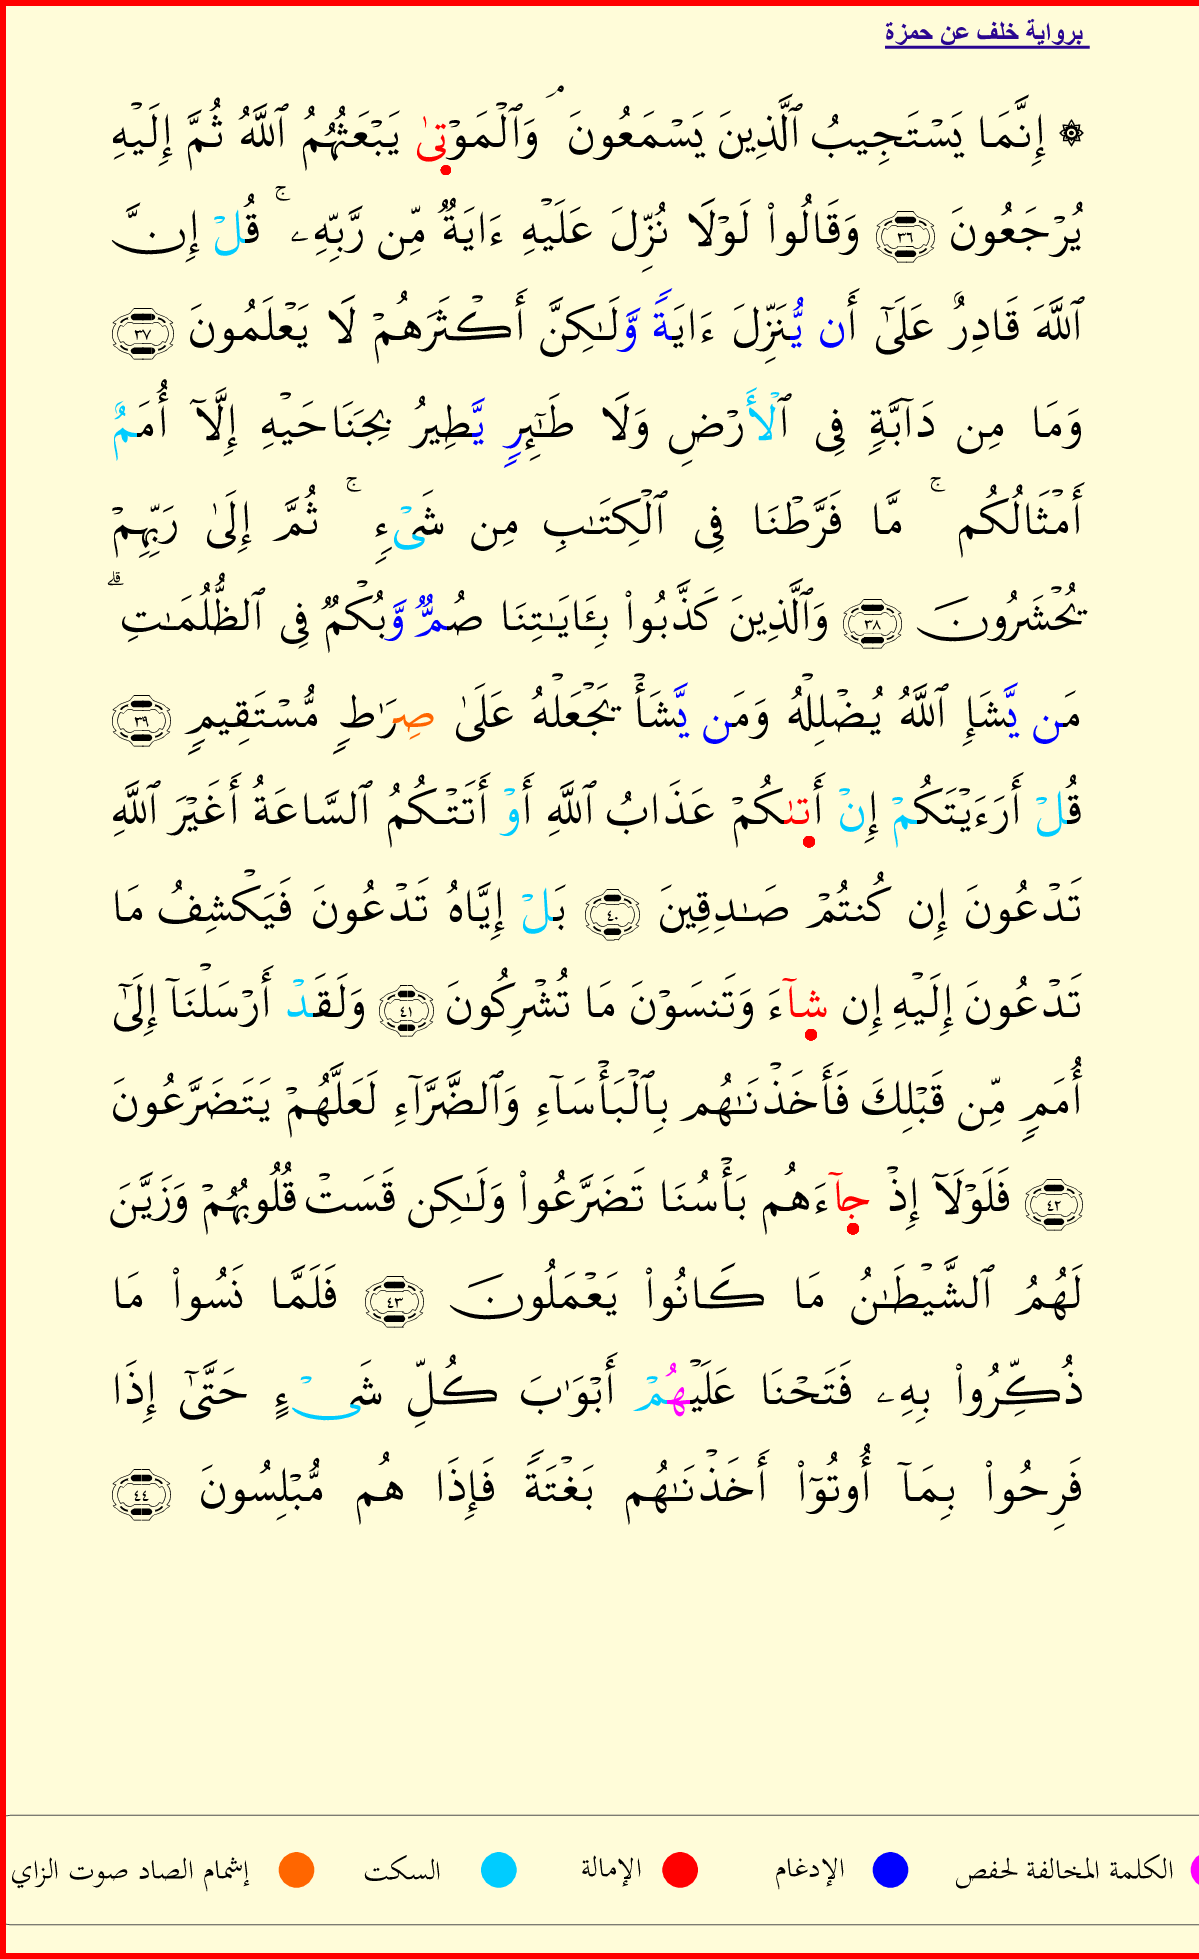 برواية خلف عن حمزة
۞ إِنَّمَا يَسْتَجِيبُ ٱلَّذِينَ يَسْمَعُونَ ۘ وَٱلْمَوْتَىٰ يَبْعَثُهُمُ ٱللَّهُ ثُمَّ إِلَيْهِ
يُرْجَعُونَ ٣٦ وَقَالُوا۟ لَوْلَا نُزِّلَ عَلَيْهِ ءَايَةٌ مِّن رَّبِّهِۦ ۚ قُلْ إِنَّ
ٱللَّهَ قَادِرٌ عَلَىٰٓ أَن يُّنَزِّلَ ءَايَةً وَّلَـٰكِنَّ أَكْثَرَهُمْ لَا يَعْلَمُونَ ٣٧
وَمَا مِن دَآبَّةٍ فِى ٱلْأَرْضِ وَلَا طَـٰٓئِرٍ يَّطِيرُ بِجَنَاحَيْهِ إِلَّآ أُمَمٌ
أَمْثَالُكُم ۚ مَّا فَرَّطْنَا فِى ٱلْكِتَـٰبِ مِن شَىْءٍ ۚ ثُمَّ إِلَىٰ رَبِّهِمْ
يُحْشَرُونَ ٣٨ وَٱلَّذِينَ كَذَّبُوا۟ بِـَٔايَـٰتِنَا صُمٌّ وَّبُكْمٌ فِى ٱلظُّلُمَـٰتِ ۗ
مَن يَّشَإِ ٱللَّهُ يُضْلِلْهُ وَمَن يَّشَأْ يَجْعَلْهُ عَلَىٰ صِرَٰطٍ مُّسْتَقِيمٍ ٣٩
قُلْ أَرَءَيْتَكُمْ إِنْ أَتَىٰكُمْ عَذَابُ ٱللَّهِ أَوْ أَتَتْكُمُ ٱلسَّاعَةُ أَغَيْرَ ٱللَّهِ
تَدْعُونَ إِن كُنتُمْ صَـٰدِقِينَ ٤٠ بَلْ إِيَّاهُ تَدْعُونَ فَيَكْشِفُ مَا
تَدْعُونَ إِلَيْهِ إِن شَآءَ وَتَنسَوْنَ مَا تُشْرِكُونَ ٤١ وَلَقَدْ أَرْسَلْنَآ إِلَىٰٓ
أُمَمٍ مِّن قَبْلِكَ فَأَخَذْنَـٰهُم بِٱلْبَأْسَآءِ وَٱلضَّرَّآءِ لَعَلَّهُمْ يَتَضَرَّعُونَ
٤٢ فَلَوْلَآ إِذْ جَآءَهُم بَأْسُنَا تَضَرَّعُوا۟ وَلَـٰكِن قَسَتْ قُلُوبُهُمْ وَزَيَّنَ
لَهُمُ ٱلشَّيْطَـٰنُ مَا كَانُوا۟ يَعْمَلُونَ ٤٣ فَلَمَّا نَسُوا۟ مَا
ذُكِّرُوا۟ بِهِۦ فَتَحْنَا عَلَيْهُمْ أَبْوَٰبَ كُلِّ شَىْءٍ حَتَّىٰٓ إِذَا
فَرِحُوا۟ بِمَآ أُوتُوٓا۟ أَخَذْنَـٰهُم بَغْتَةً فَإِذَا هُم مُّبْلِسُونَ ٤٤
الكلمة المخالفة لحفص الإدغام الإمالة السكت إشمام الصاد صوت الزاي